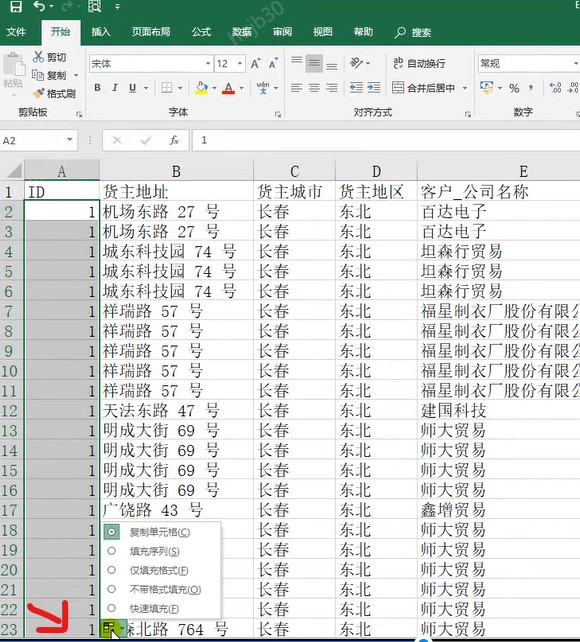 文件 开始 插入 页面布局 公式 数据 审阅 视图 帮助 搜索
剪切
宋体 12 A A 自动换行 常规
粘贴 复制
格式刷 B I U A 合并后居中 % ,
剪贴板 字体 对齐方式 数字
A2 fx 1
A B C D E
1 ID 货主地址 货主城市 货主地区 客户_公司名称
2 1 机场东路 27 号 长春 东北 百达电子
3 1 机场东路 27 号 长春 东北 百达电子
4 1 城东科技园 74 号 长春 东北 坦森行贸易
5 1 城东科技园 74 号 长春 东北 坦森行贸易
6 1 城东科技园 74 号 长春 东北 坦森行贸易
7 1 祥瑞路 57 号 长春 东北 福星制衣厂股份有限公
8 1 祥瑞路 57 号 长春 东北 福星制衣厂股份有限公
9 1 祥瑞路 57 号 长春 东北 福星制衣厂股份有限公
10 1 祥瑞路 57 号 长春 东北 福星制衣厂股份有限公
11 1 祥瑞路 57 号 长春 东北 福星制衣厂股份有限公
12 1 天法东路 47 号 长春 东北 建国科技
13 1 明成大街 69 号 长春 东北 师大贸易
14 1 明成大街 69 号 长春 东北 师大贸易
15 1 明成大街 69 号 长春 东北 师大贸易
16 1 明成大街 69 号 长春 东北 师大贸易
17 1 广饶路 43 号 长春 东北 鑫增贸易
18 1 复制单元格(C) 长春 东北 师大贸易
19 1 填充序列(S) 长春 东北 师大贸易
20 1 仅填充格式(F) 长春 东北 师大贸易
21 1 不带格式填充(O) 长春 东北 师大贸易
22 1 快速填充(F) 长春 东北 师大贸易
23 1 森北路 764 号 长春 东北 师大贸易